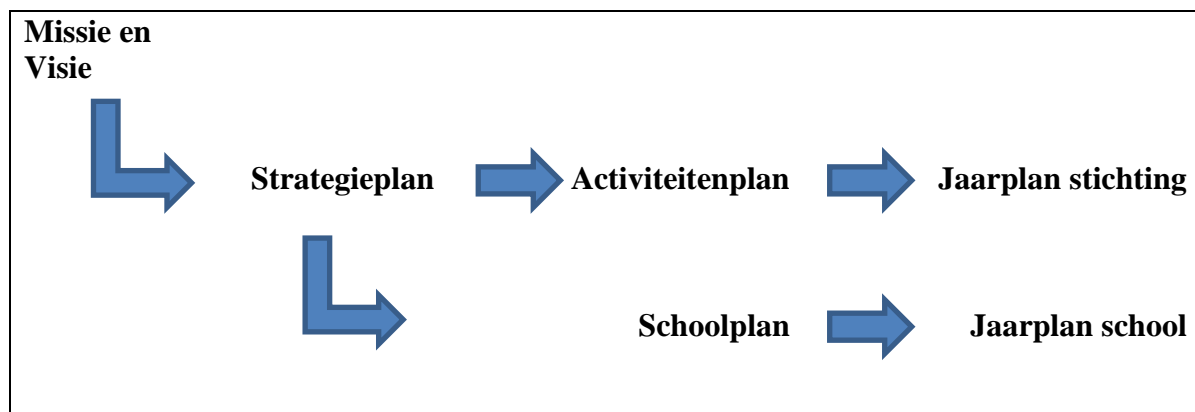 Missie en
Visie
Strategieplan Activiteitenplan Jaarplan stichting
Schoolplan Jaarplan school